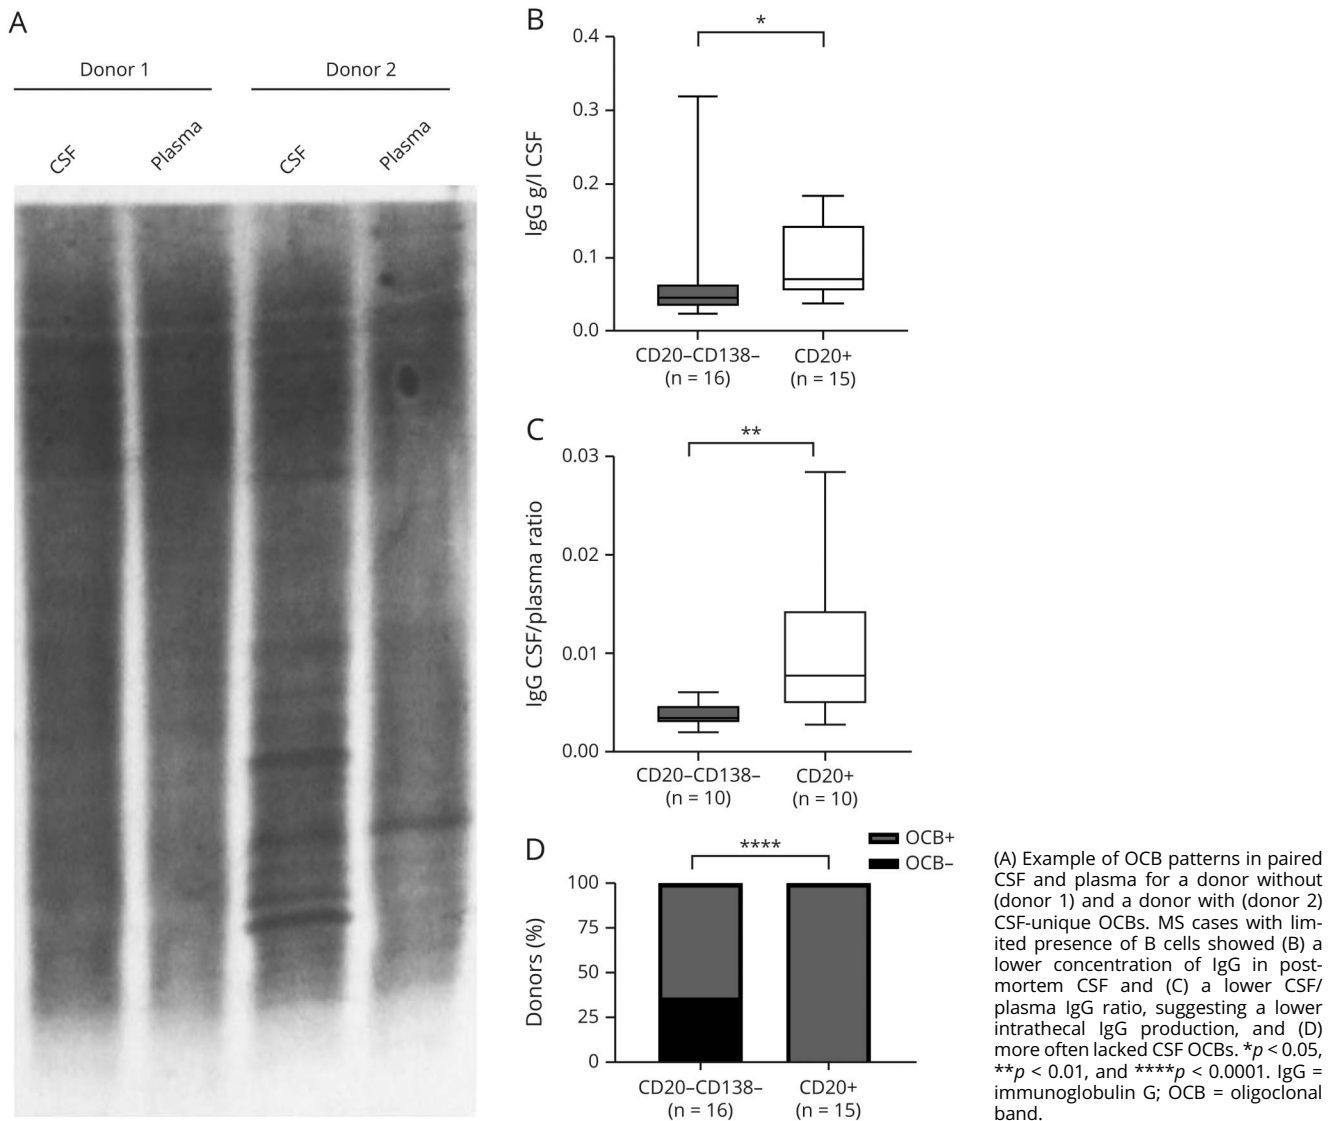 A
Donor 1
Donor 2
CSF
Plasma
CSF
Plasma
B
*
0.4
0.3
0.2
0.1
0.0
IgG g/l CSF
CD20–CD138–
(n = 16)
CD20+
(n = 15)
C
**
0.03
0.02
0.01
0.00
IgG CSF/plasma ratio
CD20–CD138–
(n = 10)
CD20+
(n = 10)
D
****
OCB+
OCB–
100
75
50
25
0
Donors (%)
CD20–CD138–
(n = 16)
CD20+
(n = 15)
(A) Example of OCB patterns in paired
CSF and plasma for a donor without
(donor 1) and a donor with (donor 2)
CSF-unique OCBs. MS cases with lim-
ited presence of B cells showed (B) a
lower concentration of IgG in post-
mortem CSF and (C) a lower CSF/
plasma IgG ratio, suggesting a lower
intrathecal IgG production, and (D)
more often lacked CSF OCBs. *p < 0.05,
**p < 0.01, and ****p < 0.0001. IgG =
immunoglobulin G; OCB = oligoclonal
band.